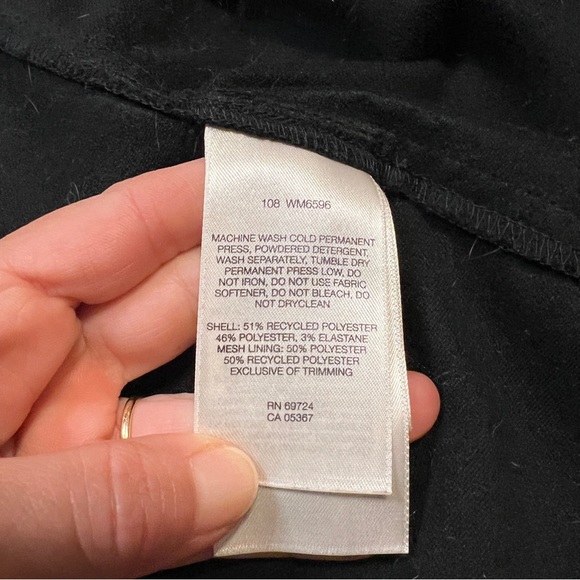 108 WM6596
MACHINE WASH COLD PERMANENT
PRESS, POWDERED DETERGENT,
WASH SEPARATELY, TUMBLE DRY
PERMANENT PRESS LOW, DO
NOT IRON, DO NOT USE FABRIC
SOFTENER, DO NOT BLEACH, DO
NOT DRYCLEAN
SHELL: 51% RECYCLED POLYESTER
46% POLYESTER, 3% ELASTANE
MESH LINING: 50% POLYESTER
50% RECYCLED POLYESTER
EXCLUSIVE OF TRIMMING
RN 69724
CA 05367